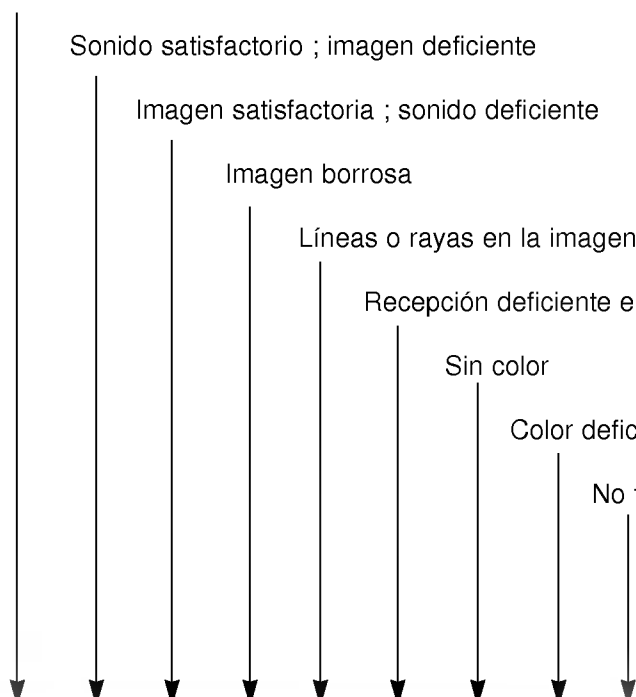 Sonido satisfactorio ; imagen deficiente
Imagen satisfactoria ; sonido deficiente
Imagen borrosa
Líneas o rayas en la imagen
Recepción deficiente e
Sin color
Color defic
No